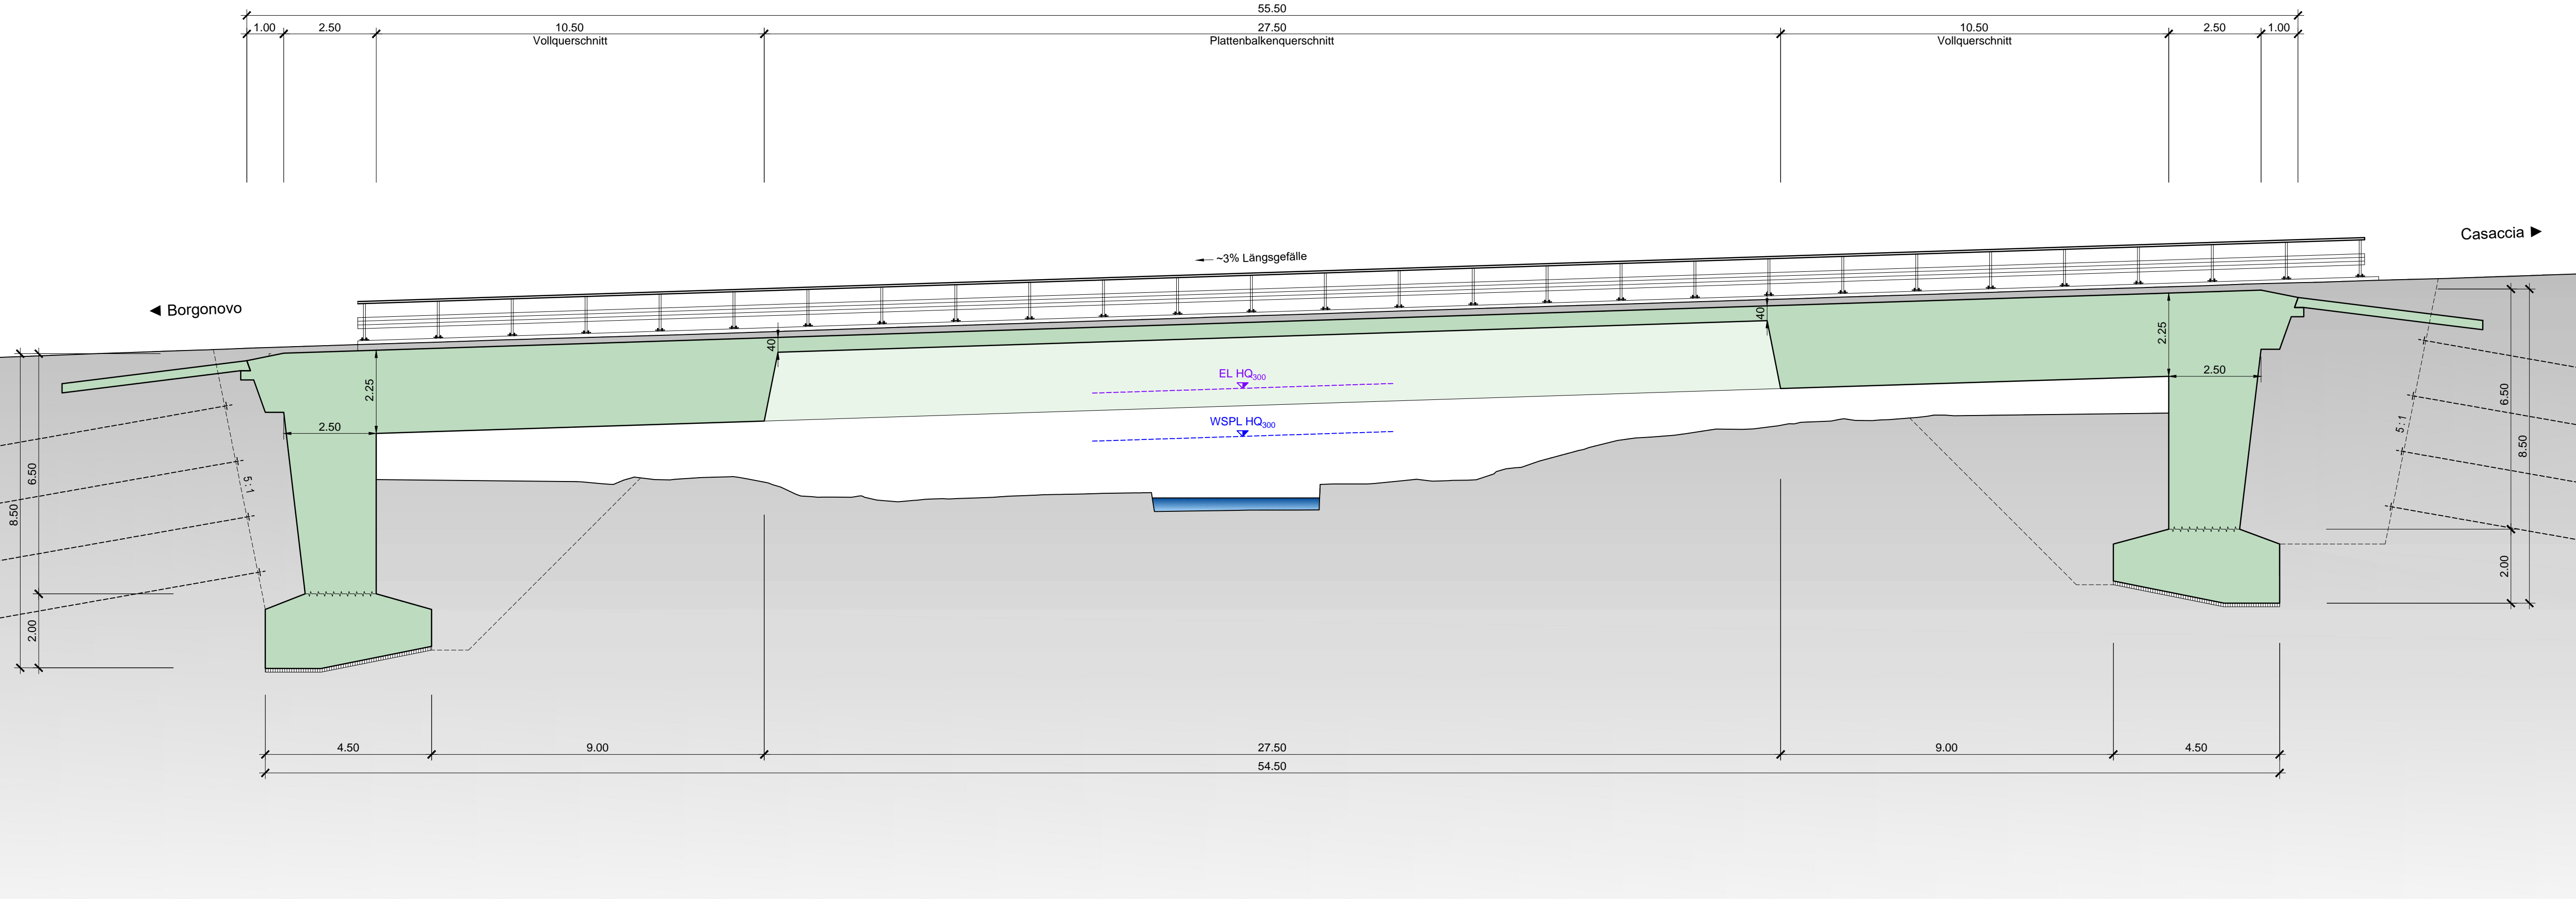 55.50
1.00 2.50 10.50 27.50 10.50 2.50 1.00
Vollquerschnitt Plattenbalkenquerschnitt Vollquerschnitt
Casaccia ►
~3% Längsgefälle
◄ Borgonovo
40
40
2.25
2.25
2.50
2.50
EL HQ300
WSPL HQ300
5:1
5:1
6.50
8.50
2.00
6.50
8.50
2.00
4.50 9.00 27.50 9.00 4.50
54.50